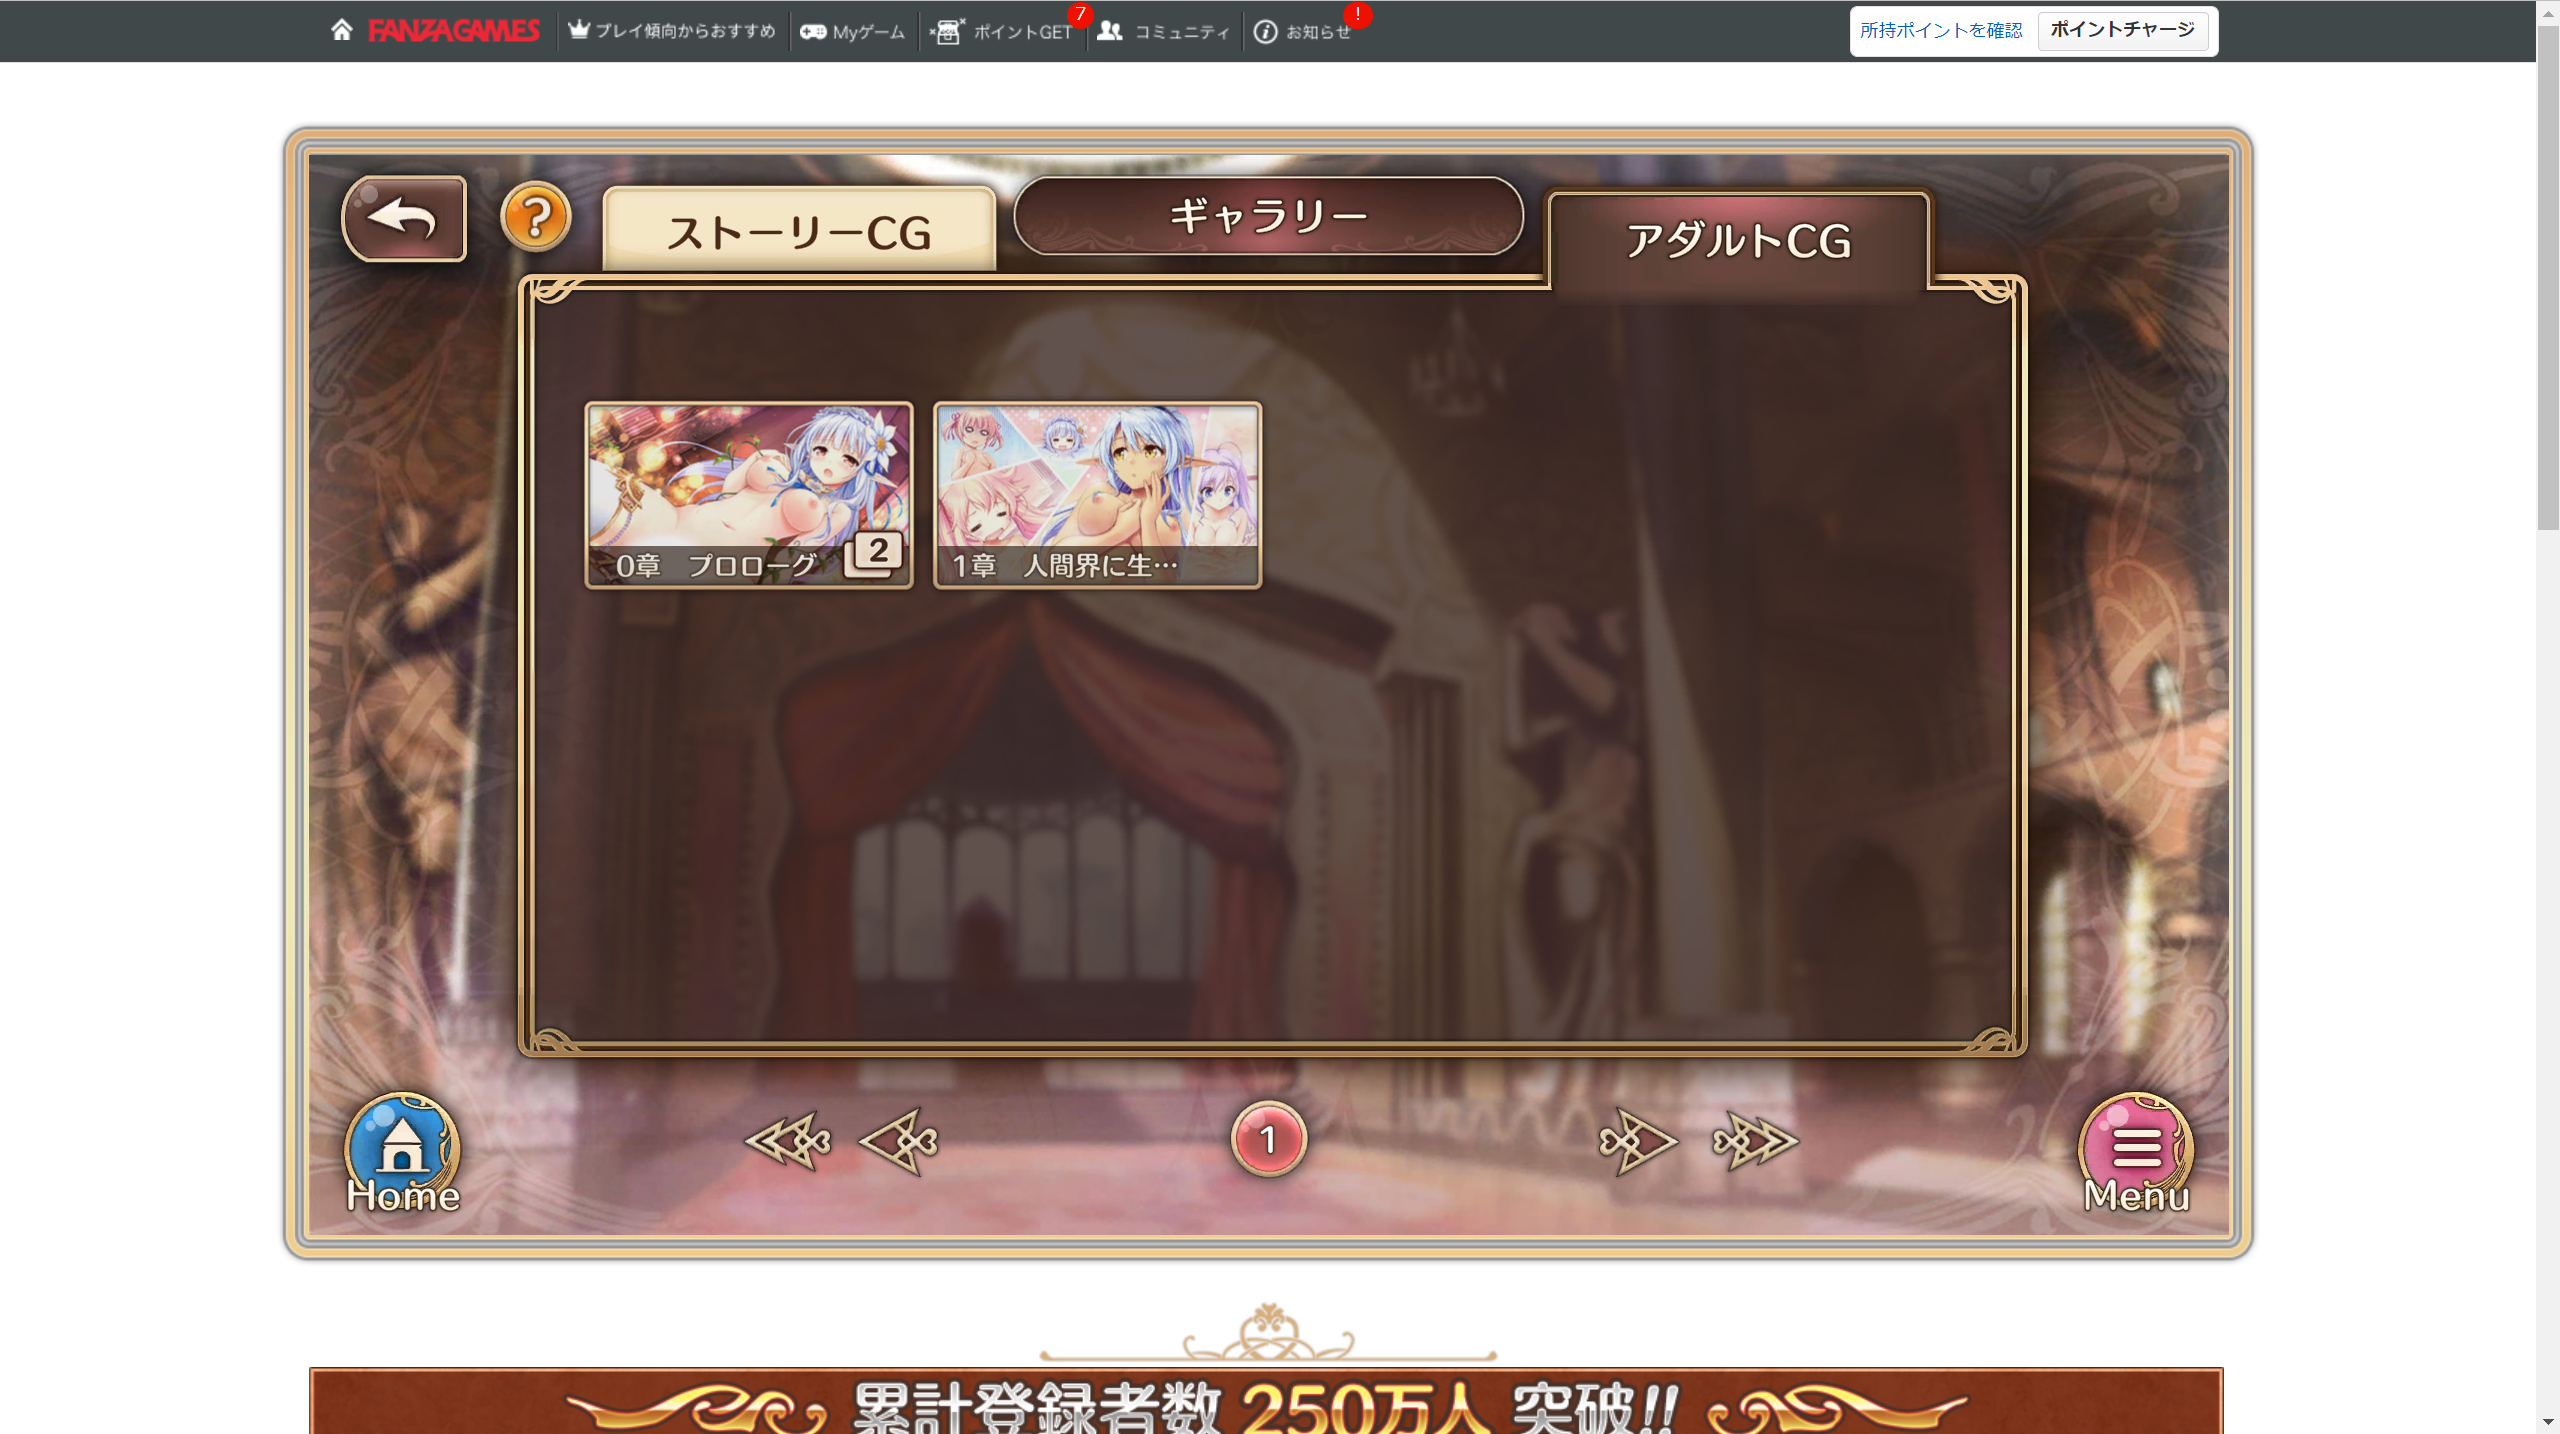 FANZA GAMES
プレイ傾向からおすすめ
Myゲーム
ポイントGET
7
コミュニティ
お知らせ
!
所持ポイントを確認
ポイントチャージ
?
ストーリーCG
ギャラリー
アダルトCG
0章 プロローグ
2
1章 人間界に生…
Home
1
Menu
累計登録者数 250万人 突破!!